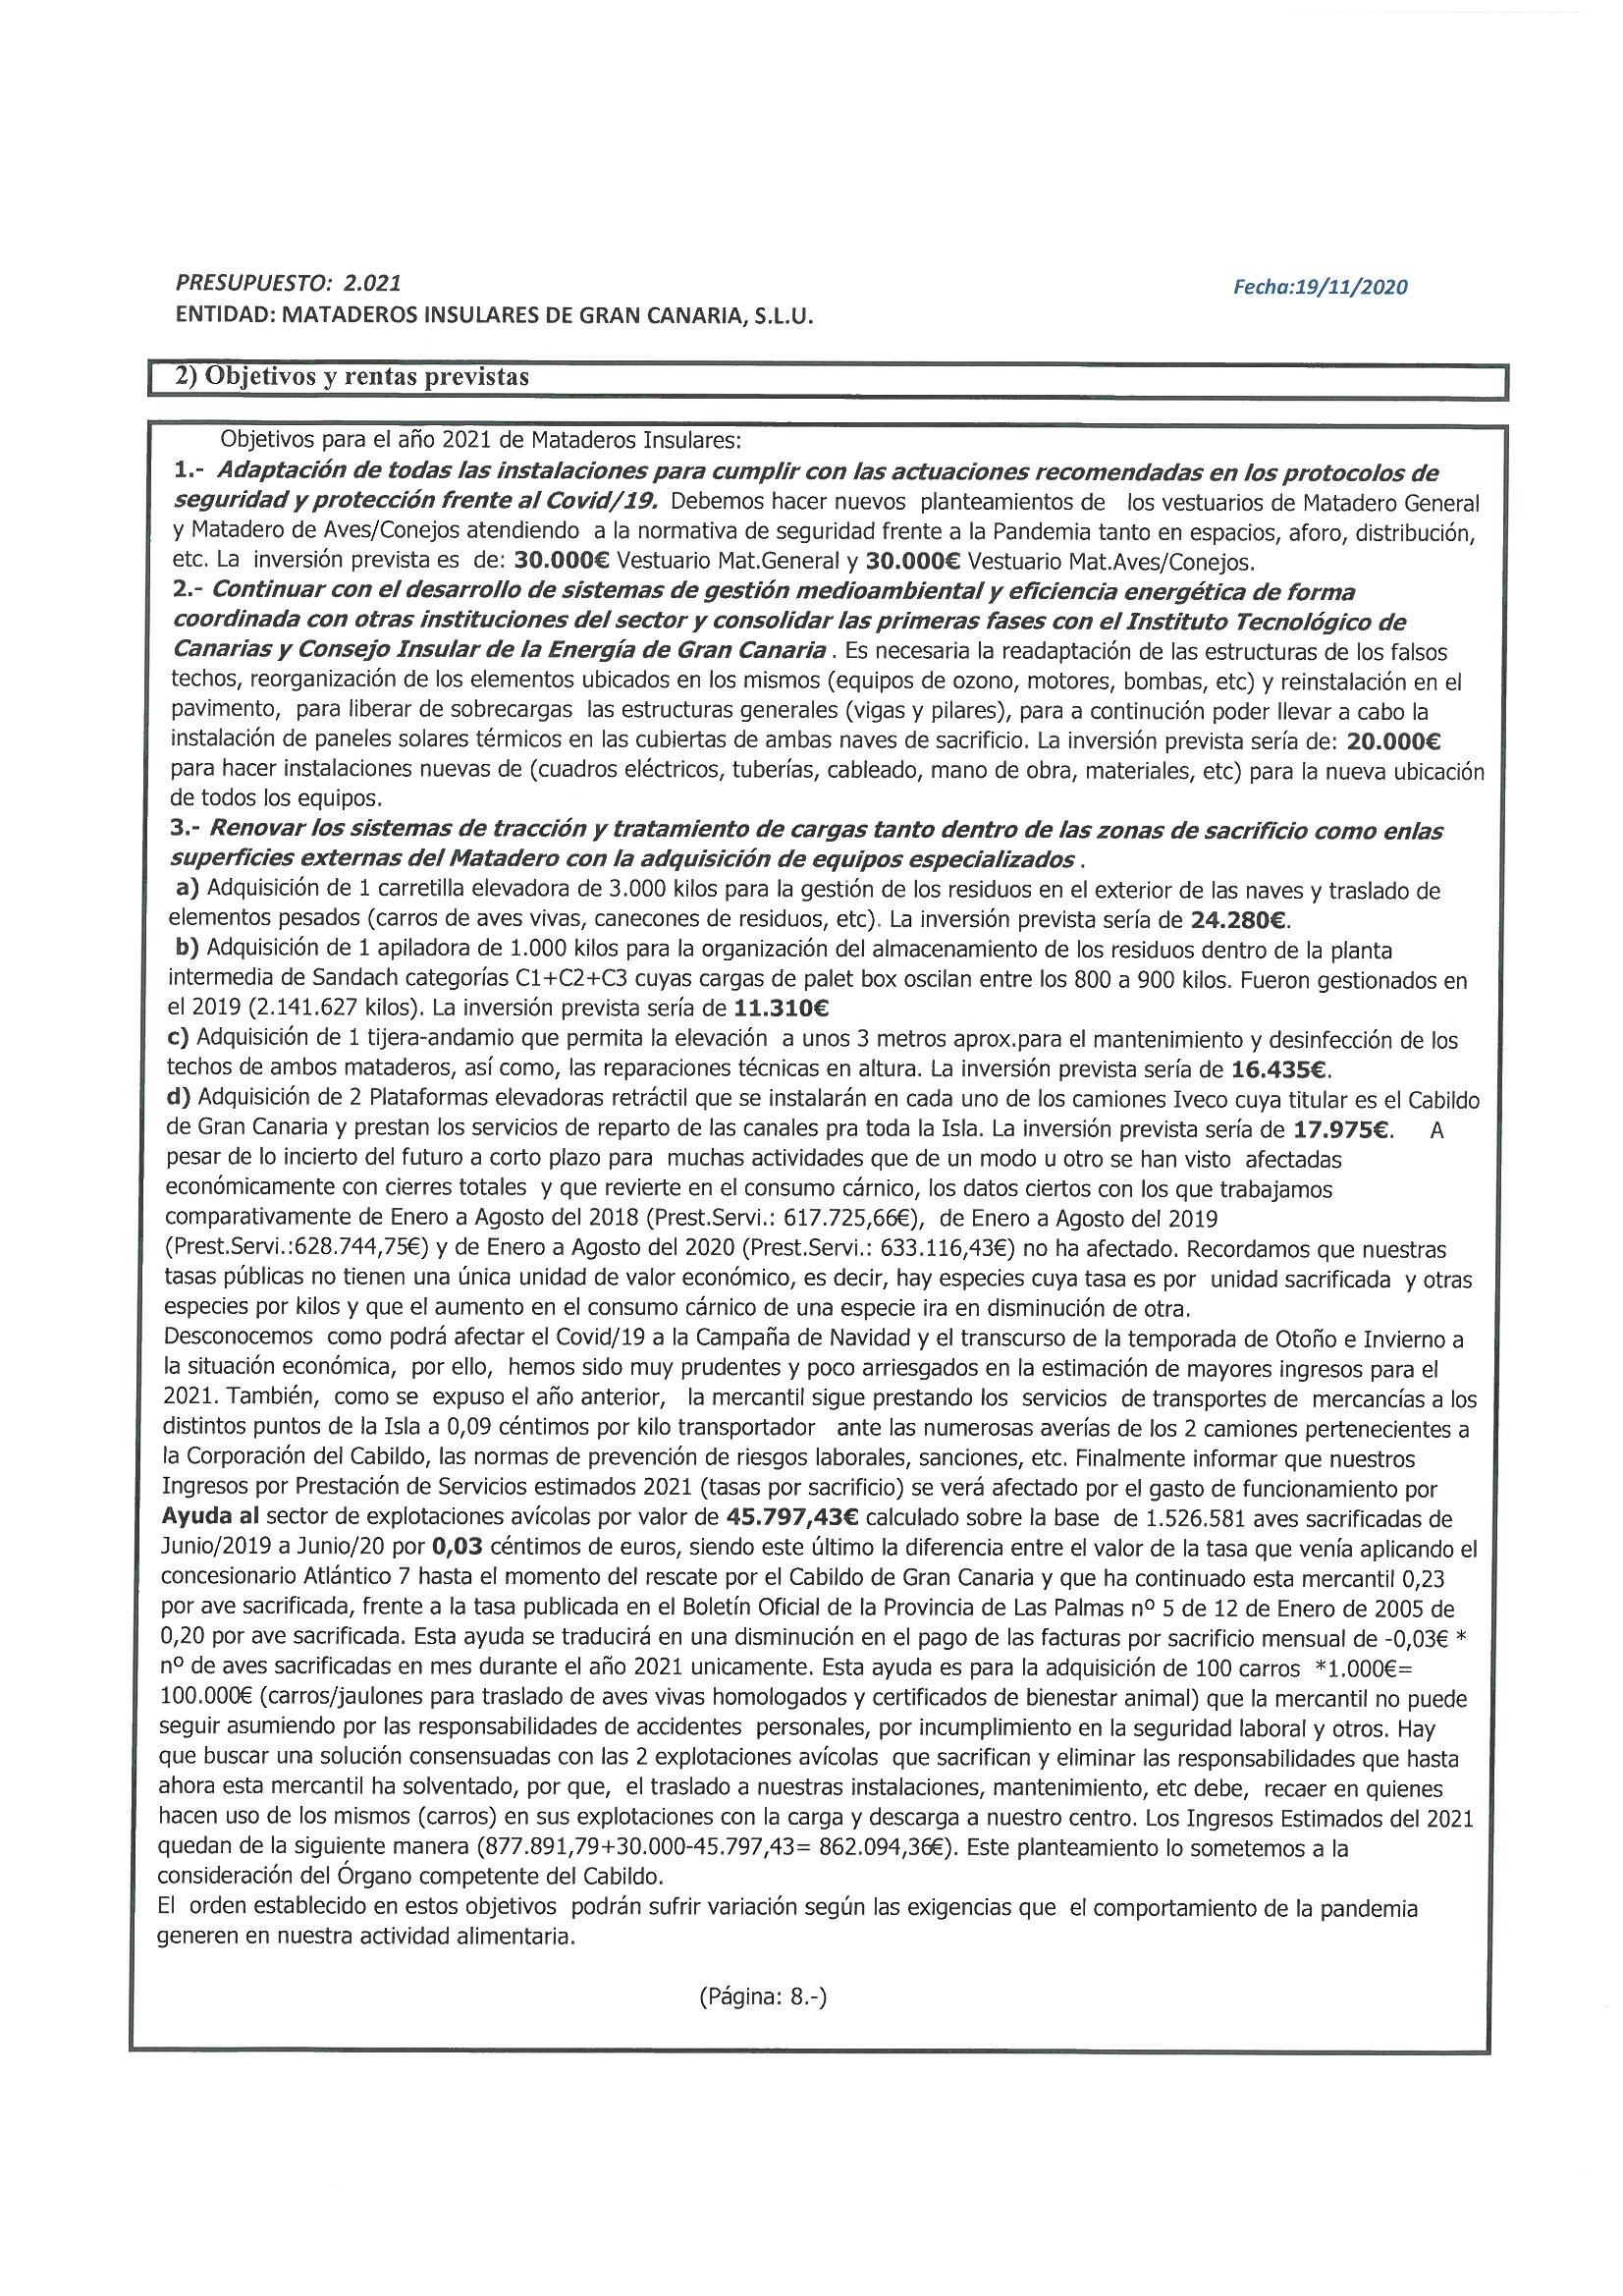 PRESUPUESTO: 2.021
Fecha:19/11/2020
ENTIDAD: MATADEROS INSULARES DE GRAN CANARIA, S.L.U.
2) Objetivos y rentas previstas
Objetivos para el año 2021 de Mataderos Insulares:
1.- Adaptación de todas las instalaciones para cumplir con las actuaciones recomendadas en los protocolos de
seguridad y protección frente al Covid/19. Debemos hacer nuevos planteamientos de los vestuarios de Matadero General
y Matadero de Aves/Conejos atendiendo a la normativa de seguridad frente a la Pandemia tanto en espacios, aforo, distribución,
etc. La inversión prevista es de: 30.000€ Vestuario Mat.General y 30.000€ Vestuario Mat.Aves/Conejos.
2.- Continuar con el desarrollo de sistemas de gestión medioambiental y eficiencia energética de forma
coordinada con otras instituciones del sector y consolidar las primeras fases con el Instituto Tecnológico de
Canarias y Consejo Insular de la Energía de Gran Canaria . Es necesaria la readaptación de las estructuras de los falsos
techos, reorganización de los elementos ubicados en los mismos (equipos de ozono, motores, bombas, etc) y reinstalación en el
pavimento, para liberar de sobrecargas las estructuras generales (vigas y pilares), para a continución poder llevar a cabo la
instalación de paneles solares térmicos en las cubiertas de ambas naves de sacrificio. La inversión prevista sería de: 20.000€
para hacer instalaciones nuevas de (cuadros eléctricos, tuberías, cableado, mano de obra, materiales, etc) para la nueva ubicación
de todos los equipos.
3.- Renovar los sistemas de tracción y tratamiento de cargas tanto dentro de las zonas de sacrificio como enlas
superficies externas del Matadero con la adquisición de equipos especializados .
a) Adquisición de 1 carretilla elevadora de 3.000 kilos para la gestión de los residuos en el exterior de las naves y traslado de
elementos pesados (carros de aves vivas, canecones de residuos, etc). La inversión prevista sería de 24.280€.
b) Adquisición de 1 apiladora de 1.000 kilos para la organización del almacenamiento de los residuos dentro de la planta
intermedia de Sandach categorías C1+C2+C3 cuyas cargas de palet box oscilan entre los 800 a 900 kilos. Fueron gestionados en
el 2019 (2.141.627 kilos). La inversión prevista sería de 11.310€
c) Adquisición de 1 tijera-andamio que permita la elevación a unos 3 metros aprox.para el mantenimiento y desinfección de los
techos de ambos mataderos, así como, las reparaciones técnicas en altura. La inversión prevista sería de 16.435€.
d) Adquisición de 2 Plataformas elevadoras retráctil que se instalarán en cada uno de los camiones Iveco cuya titular es el Cabildo
de Gran Canaria y prestan los servicios de reparto de las canales pra toda la Isla. La inversión prevista sería de 17.975€. A
pesar de lo incierto del futuro a corto plazo para muchas actividades que de un modo u otro se han visto afectadas
económicamente con cierres totales y que revierte en el consumo cárnico, los datos ciertos con los que trabajamos
comparativamente de Enero a Agosto del 2018 (Prest.Servi.: 617.725,66€), de Enero a Agosto del 2019
(Prest.Servi.:628.744,75€) y de Enero a Agosto del 2020 (Prest.Servi.: 633.116,43€) no ha afectado. Recordamos que nuestras
tasas públicas no tienen una única unidad de valor económico, es decir, hay especies cuya tasa es por unidad sacrificada y otras
especies por kilos y que el aumento en el consumo cárnico de una especie ira en disminución de otra.
Desconocemos como podrá afectar el Covid/19 a la Campaña de Navidad y el transcurso de la temporada de Otoño e Invierno a
la situación económica, por ello, hemos sido muy prudentes y poco arriesgados en la estimación de mayores ingresos para el
2021. También, como se expuso el año anterior, la mercantil sigue prestando los servicios de transportes de mercancías a los
distintos puntos de la Isla a 0,09 céntimos por kilo transportador ante las numerosas averías de los 2 camiones pertenecientes a
la Corporación del Cabildo, las normas de prevención de riesgos laborales, sanciones, etc. Finalmente informar que nuestros
Ingresos por Prestación de Servicios estimados 2021 (tasas por sacrificio) se verá afectado por el gasto de funcionamiento por
Ayuda al sector de explotaciones avícolas por valor de 45.797,43€ calculado sobre la base de 1.526.581 aves sacrificadas de
Junio/2019 a Junio/20 por 0,03 céntimos de euros, siendo este último la diferencia entre el valor de la tasa que venía aplicando el
concesionario Atlántico 7 hasta el momento del rescate por el Cabildo de Gran Canaria y que ha continuado esta mercantil 0,23
por ave sacrificada, frente a la tasa publicada en el Boletín Oficial de la Provincia de Las Palmas nº 5 de 12 de Enero de 2005 de
0,20 por ave sacrificada. Esta ayuda se traducirá en una disminución en el pago de las facturas por sacrificio mensual de -0,03€ *
nº de aves sacrificadas en mes durante el año 2021 unicamente. Esta ayuda es para la adquisición de 100 carros *1.000€=
100.000€ (carros/jaulones para traslado de aves vivas homologados y certificados de bienestar animal) que la mercantil no puede
seguir asumiendo por las responsabilidades de accidentes personales, por incumplimiento en la seguridad laboral y otros. Hay
que buscar una solución consensuadas con las 2 explotaciones avícolas que sacrifican y eliminar las responsabilidades que hasta
ahora esta mercantil ha solventado, por que, el traslado a nuestras instalaciones, mantenimiento, etc debe, recaer en quienes
hacen uso de los mismos (carros) en sus explotaciones con la carga y descarga a nuestro centro. Los Ingresos Estimados del 2021
quedan de la siguiente manera (877.891,79+30.000-45.797,43= 862.094,36€). Este planteamiento lo sometemos a la
consideración del Órgano competente del Cabildo.
El orden establecido en estos objetivos podrán sufrir variación según las exigencias que el comportamiento de la pandemia
generen en nuestra actividad alimentaria.
(Página: 8.-)